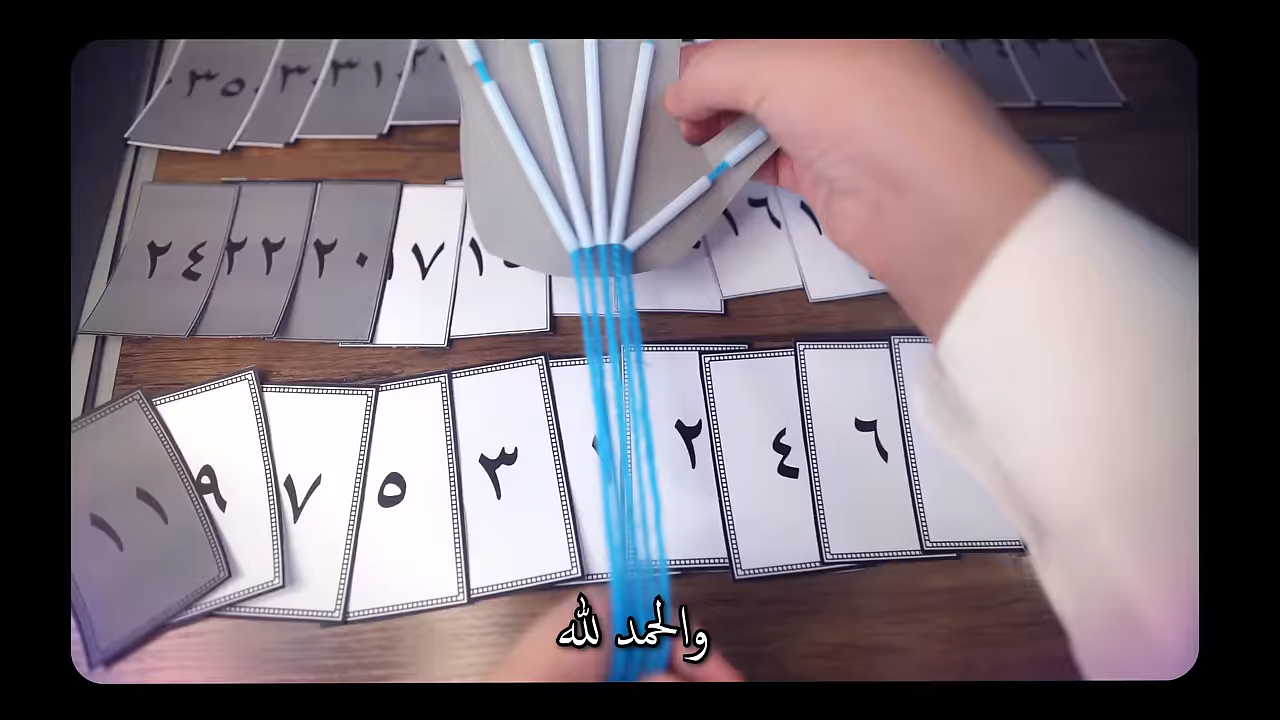 ٣٥ ٣٠ ٣١
٢٤ ٢٢ ٢٠ ١٧ ١٦
١١ ٩ ٧ ٥ ٣ ٢ ٤ ٦
والحمد لله